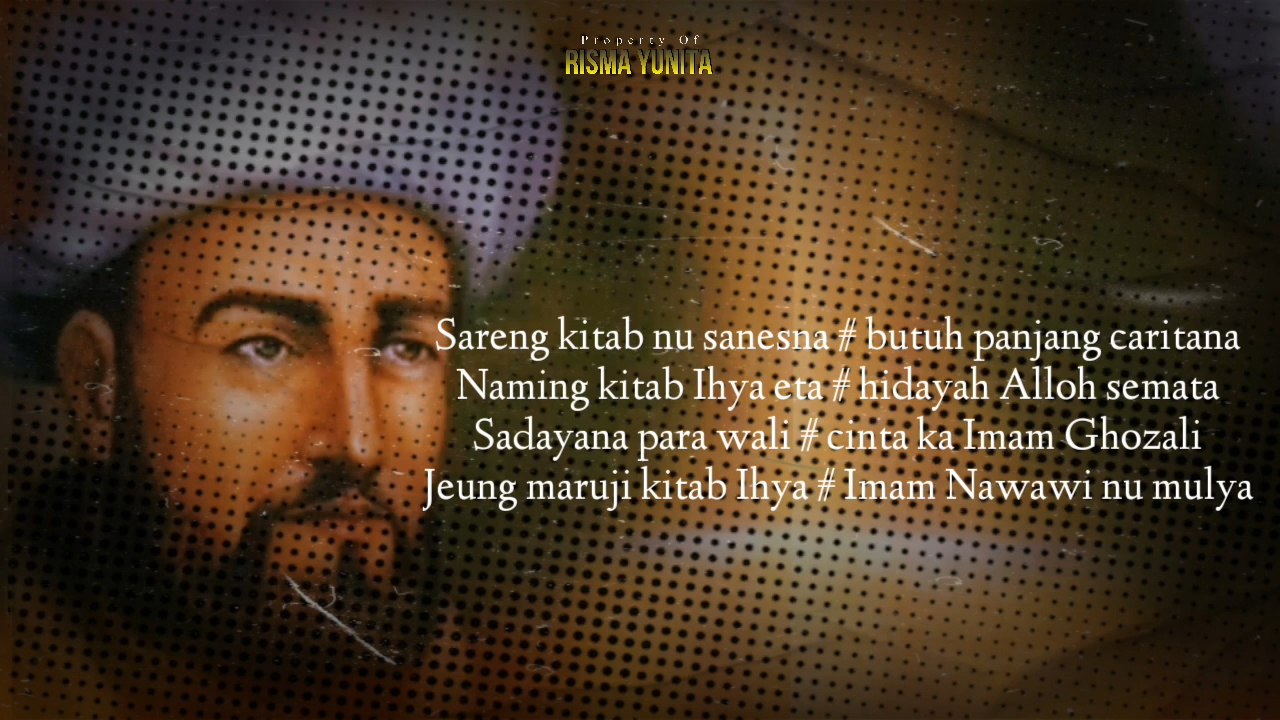 Property Of
RISMA YUNITA
Sareng kitab nu sanesna # butuh panjang caritana
Naming kitab Ihya eta # hidayah Alloh semata
Sadayana para wali # cinta ka Imam Ghozali
Jeung maruji kitab Ihya # Imam Nawawi nu mulya